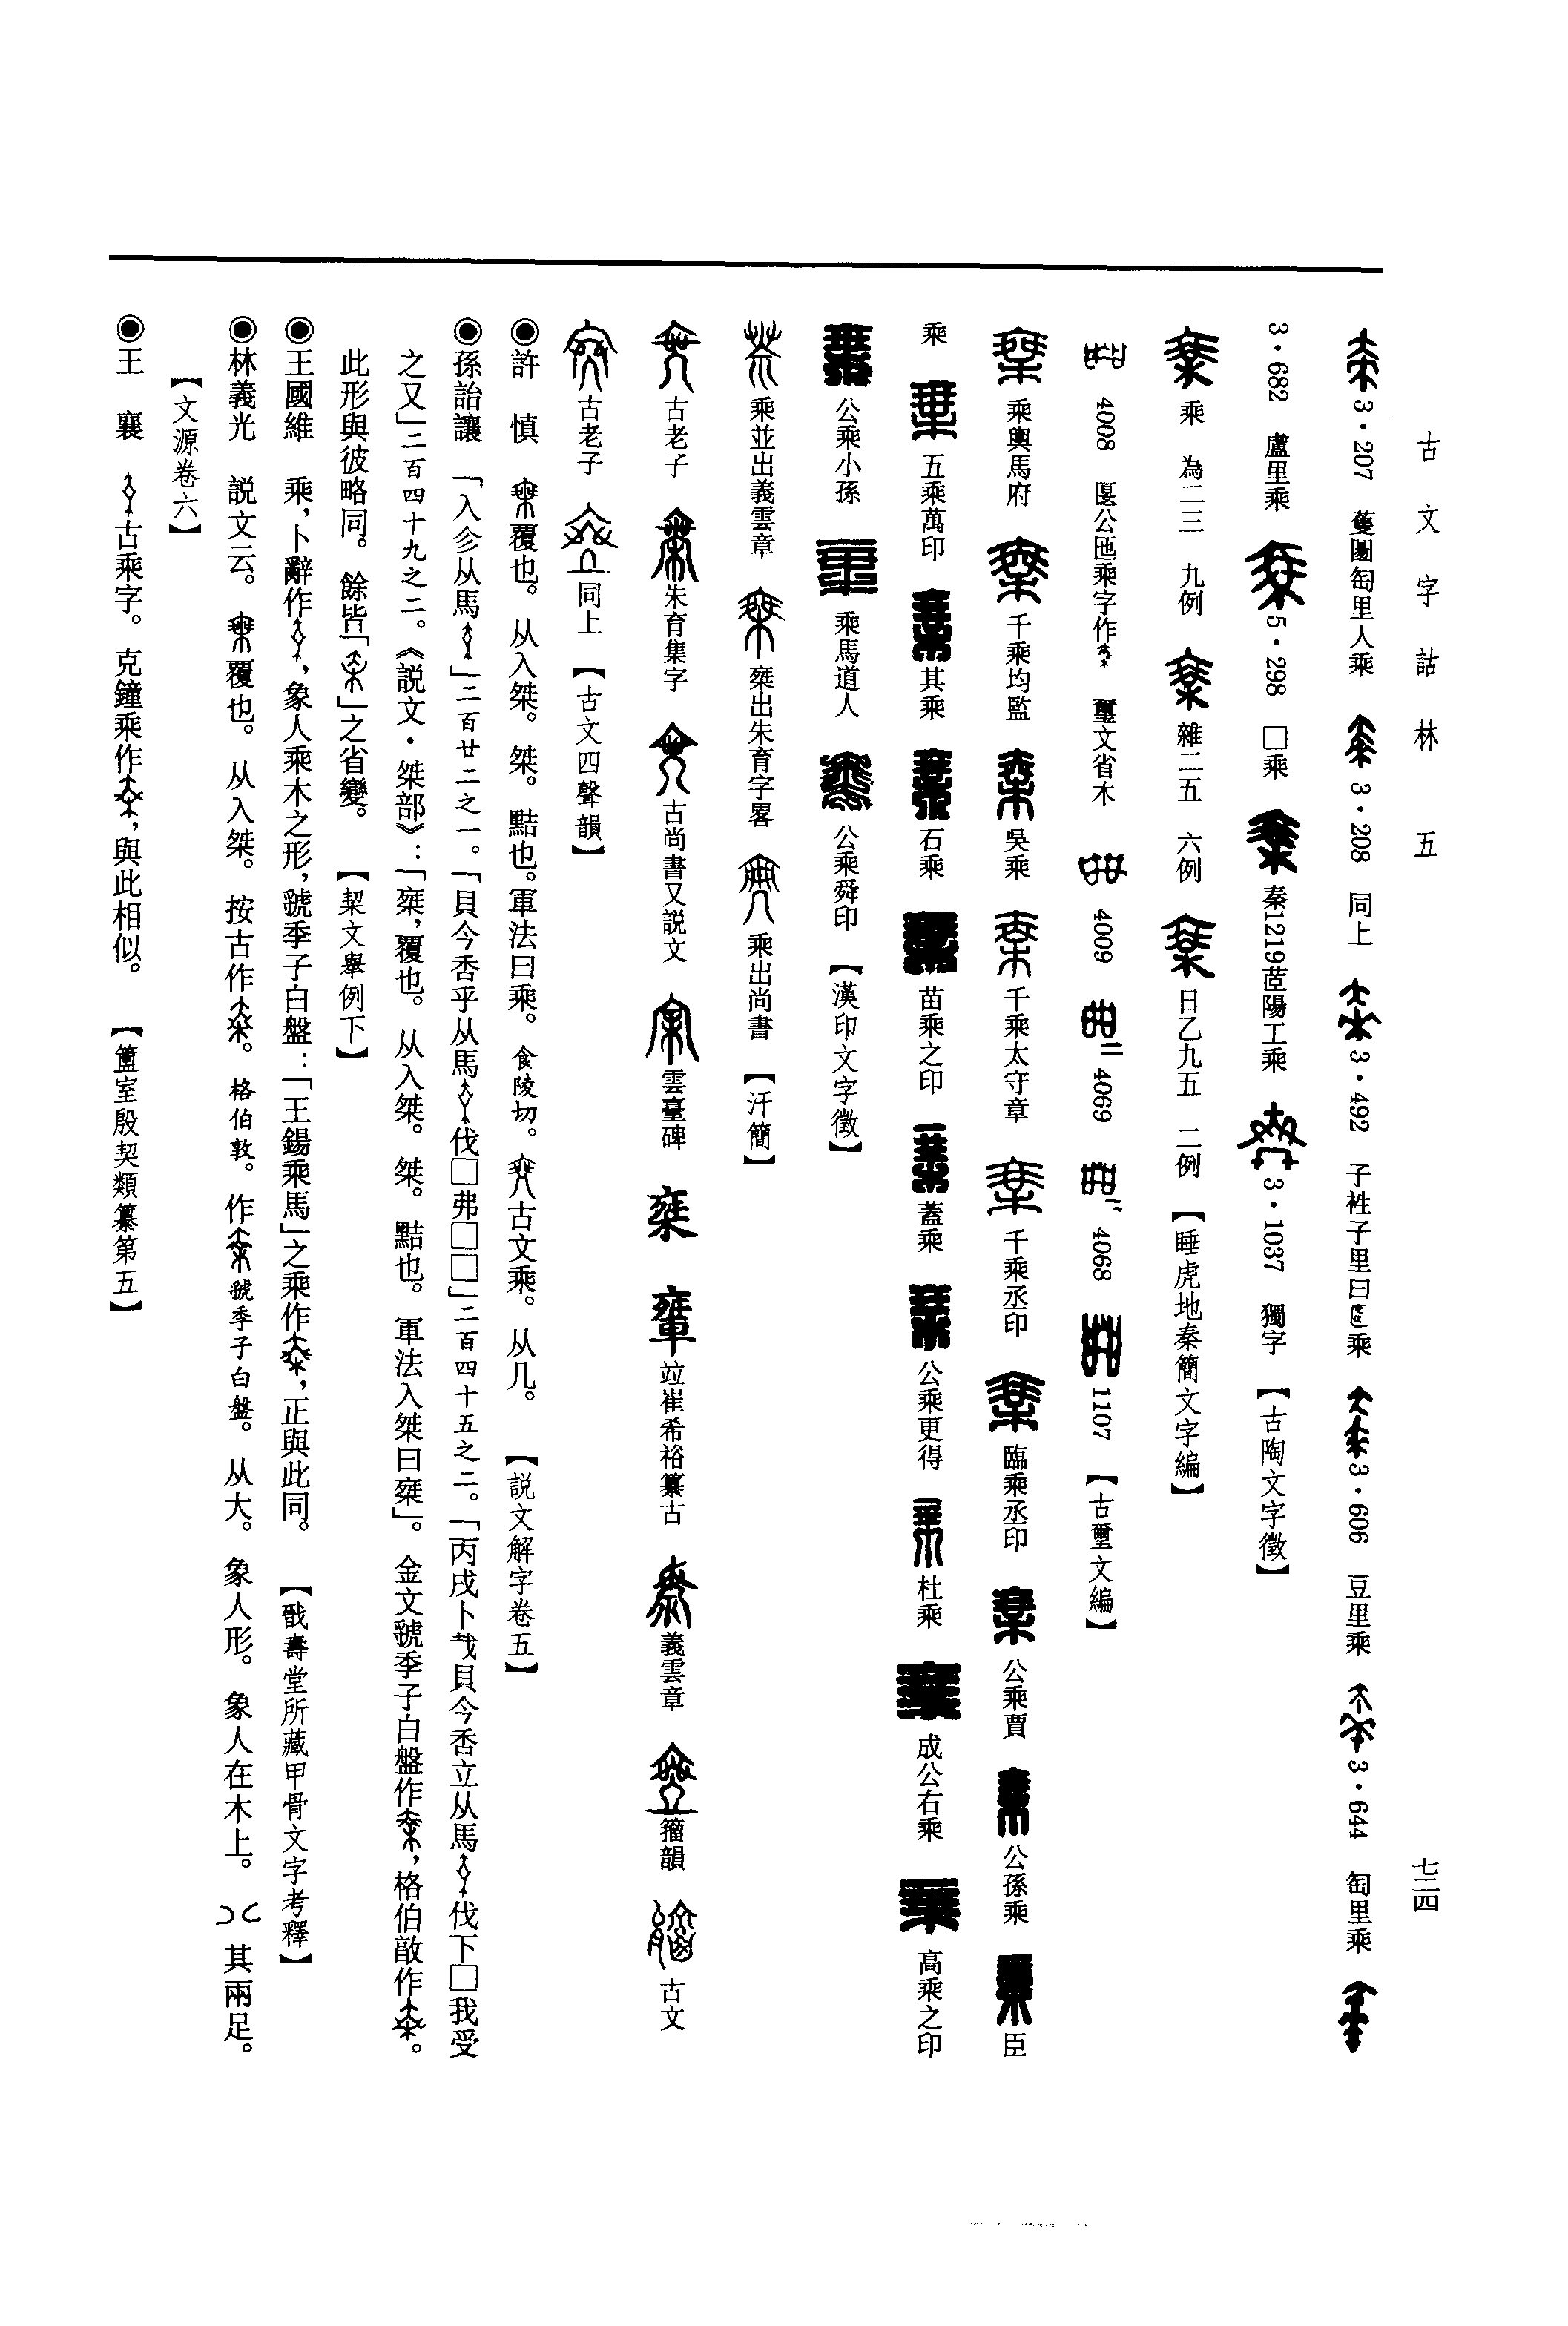 古文字詁林 五
七三四
3·207 蒦圜匋里人乘 3·208 同上 3·492 子袿子里曰乘 3·606 豆里乘 3·644 匋里乘
3·682 盧里乘 5·298 □乘 秦1219茝陽工乘 3·1037 獨字 【古陶文字徵】
乘 為二三 九例 雜二五 六例 日乙九五 二例 【睡虎地秦簡文字編】
4008 公乘字作 璽文省木 4009 4069 4068 1107 【古璽文編】
乘輿馬府 千乘均監 吳乘 千乘太守章 千乘丞印 臨乘丞印 公乘賈 公孫乘 臣
乘 五乘萬印 其乘 石乘 苗乘之印 蓋乘 公乘更得 杜乘 成公右乘 高乘之印
公乘小孫 乘馬道人 公乘舜印 【漢印文字徵】
乘並出義雲章 椉出朱育字畧 乘出尚書 【汗簡】
古老子 朱育集字 古尚書又説文 雲臺碑 椉 竝崔希裕纂古 義雲章 籀韻 古文
古老子 同上 【古文四聲韻】
◉許 慎 覆也。从入桀。桀。黠也。軍法曰乘。食陵切。古文乘。从几。 【説文解字卷五】
◉孫詒讓 「入㐱从馬」二百廿二之一。「貝今㕻乎从馬伐□弗□□」二百四十五之二。「丙戌卜貝今㕻立从馬伐下□我受
之又」二百四十九之二。《説文·桀部》：「椉，覆也。从入桀。桀。黠也。軍法入桀曰椉」。金文虢季子白盤作，格伯敢作。
此形與彼略同。餘皆「」之省變。 【栔文舉例下】
◉王國維 乘，卜辭作，象人乘木之形，虢季子白盤：「王錫乘馬」之乘作，正與此同。 【戩壽堂所藏甲骨文字考釋】
◉林義光 説文云。覆也。从入桀。按古作。格伯敦。作虢季子白盤。从大。象人形。象人在木上。其兩足。
【文源卷六】
◉王 襄 古乘字。克鐘乘作，與此相似。 【簠室殷契類纂第五】